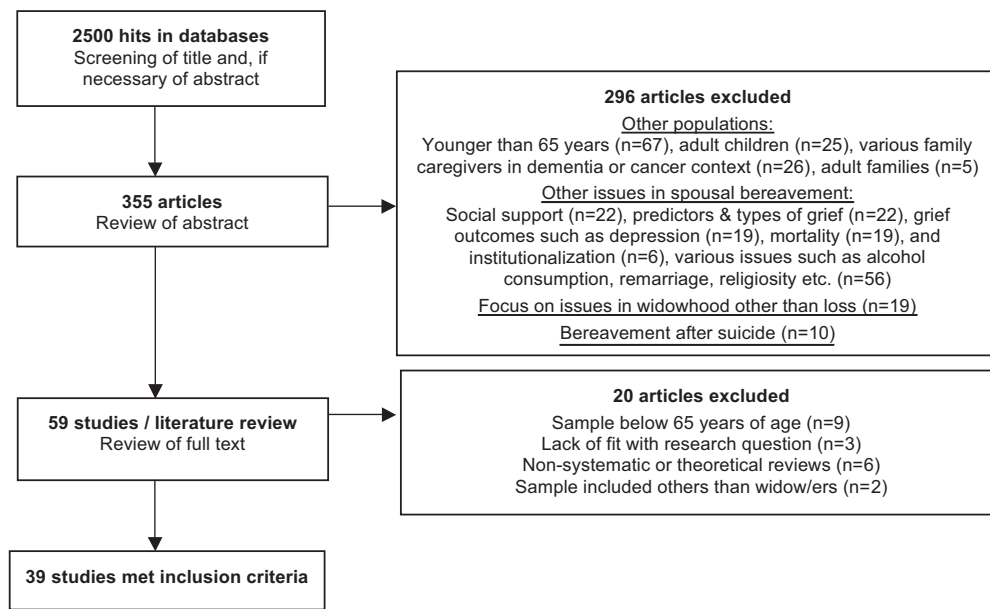 2500 hits in databases
Screening of title and, if
necessary of abstract
296 articles excluded
Other populations:
Younger than 65 years (n=67), adult children (n=25), various family
caregivers in dementia or cancer context (n=26), adult families (n=5)
Other issues in spousal bereavement:
Social support (n=22), predictors & types of grief (n=22), grief
outcomes such as depression (n=19), mortality (n=19), and
institutionalization (n=6), various issues such as alcohol
consumption, remarriage, religiosity etc. (n=56)
Focus on issues in widowhood other than loss (n=19)
Bereavement after suicide (n=10)
355 articles
Review of abstract
59 studies / literature review
Review of full text
20 articles excluded
Sample below 65 years of age (n=9)
Lack of fit with research question (n=3)
Non-systematic or theoretical reviews (n=6)
Sample included others than widow/ers (n=2)
39 studies met inclusion criteria